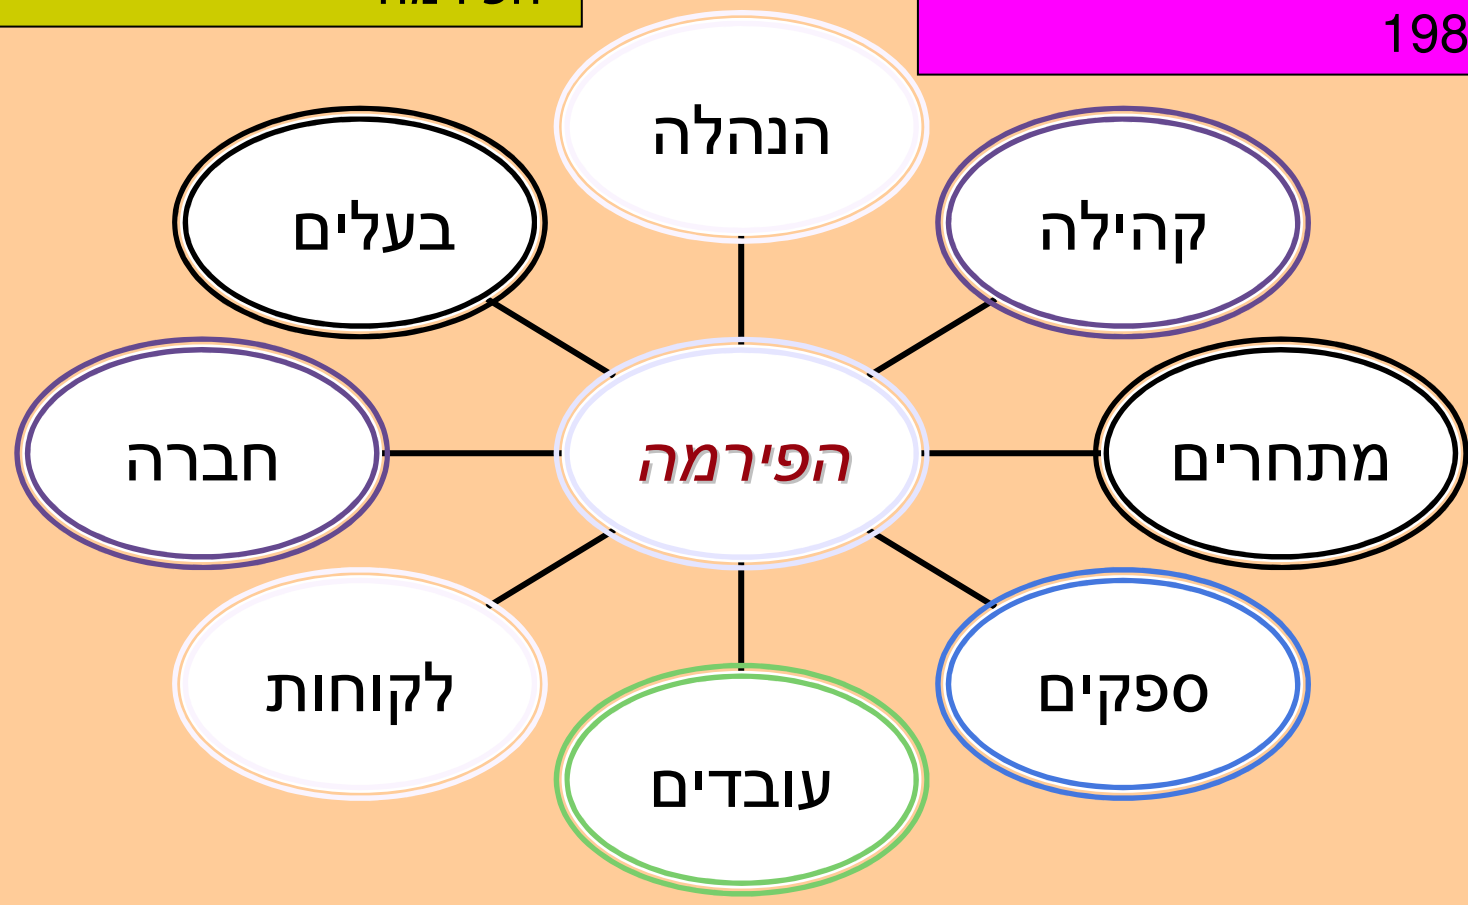 198
הנהלה
קהילה
בעלים
מתחרים
הפירמה
חברה
ספקים
לקוחות
עובדים